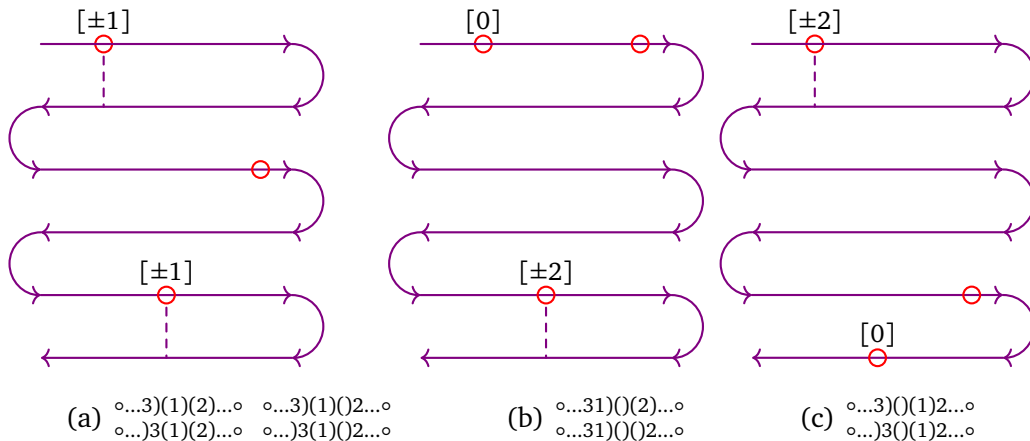 [±1] [0] [±2]
[±1] [±2] [0]
(a) ∘...3)(1)(2)...∘ ∘...3)(1)()2...∘ (b) ∘...31)()(2)...∘ (c) ∘...3)()(1)2...∘
∘...)3(1)(2)...∘ ∘...)3(1)()2...∘ ∘...31)()()2...∘ ∘...)3()(1)2...∘